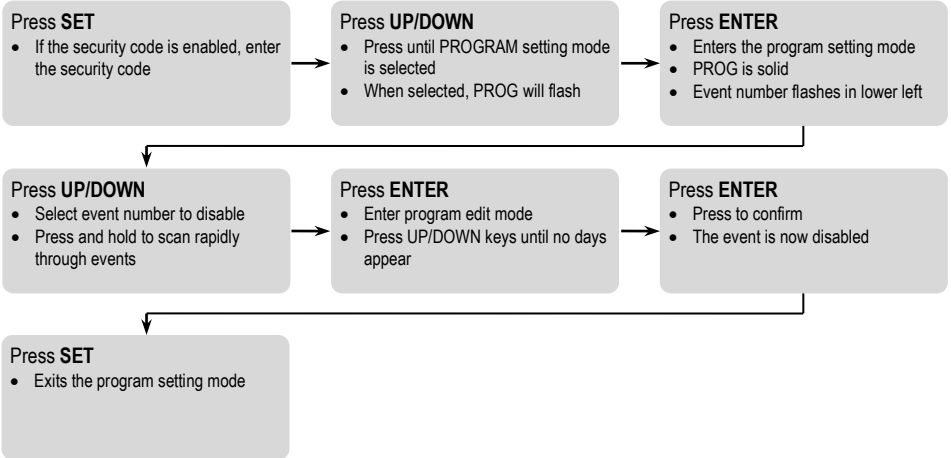 Press SET
• If the security code is enabled, enter
the security code
Press UP/DOWN
• Press until PROGRAM setting mode
is selected
• When selected, PROG will flash
Press ENTER
• Enters the program setting mode
• PROG is solid
• Event number flashes in lower left
Press UP/DOWN
• Select event number to disable
• Press and hold to scan rapidly
through events
Press ENTER
• Enter program edit mode
• Press UP/DOWN keys until no days
appear
Press ENTER
• Press to confirm
• The event is now disabled
Press SET
• Exits the program setting mode